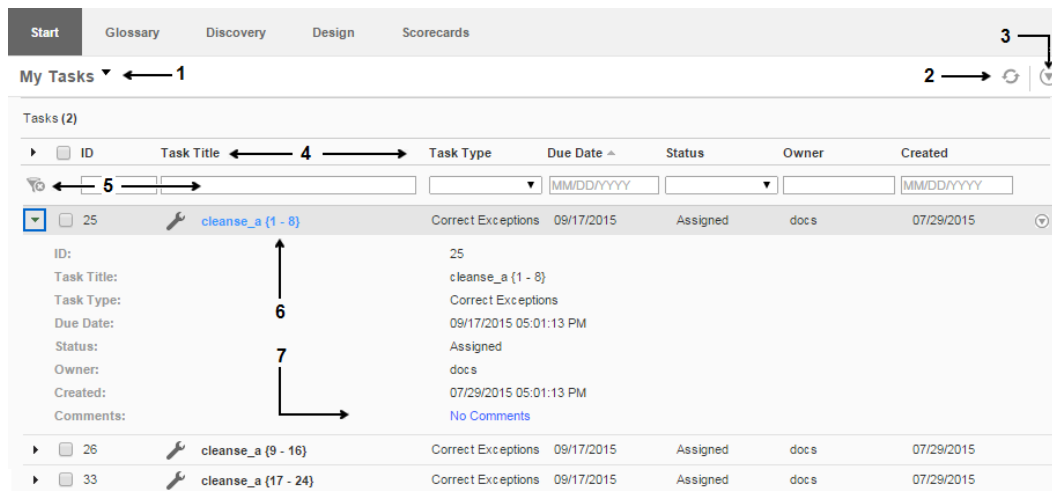 Start Glossary Discovery Design Scorecards
3
My Tasks 1 2
Tasks (2)
ID Task Title 4 Task Type Due Date Status Owner Created
5 MM/DD/YYYY MM/DD/YYYY
25 cleanse_a {1 - 8} Correct Exceptions 09/17/2015 Assigned docs 07/29/2015
ID: 25
Task Title: cleanse_a {1 - 8}
Task Type: Correct Exceptions
6
Due Date: 09/17/2015 05:01:13 PM
Status: Assigned
7
Owner: docs
Created: 07/29/2015 05:01:13 PM
Comments: No Comments
26 cleanse_a {9 - 16} Correct Exceptions 09/17/2015 Assigned docs 07/29/2015
33 cleanse_a {17 - 24} Correct Exceptions 09/17/2015 Assigned docs 07/29/2015